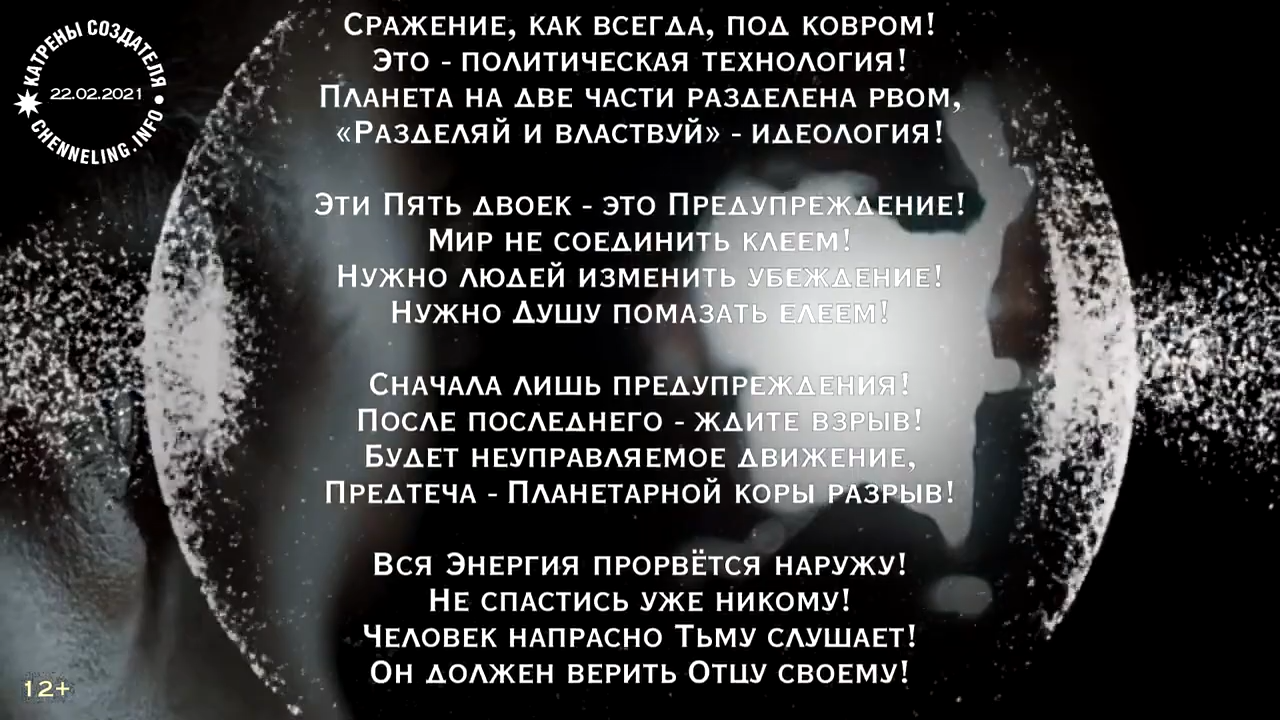 КАТРЕНЫ СОЗДАТЕЛЯ
22.02.2021
CHENNELING.INFO
Сражение, как всегда, под ковром!
Это - политическая технология!
Планета на две части разделена рвом,
«Разделяй и властвуй» - идеология!
Эти Пять двоек - это Предупреждение!
Мир не соединить клеем!
Нужно людей изменить убеждение!
Нужно Душу помазать елеем!
Сначала лишь предупреждения!
После последнего - ждите взрыв!
Будет неуправляемое движение,
Предтеча - Планетарной коры разрыв!
Вся Энергия прорвётся наружу!
Не спастись уже никому!
Человек напрасно Тьму слушает!
Он должен верить Отцу своему!
12+